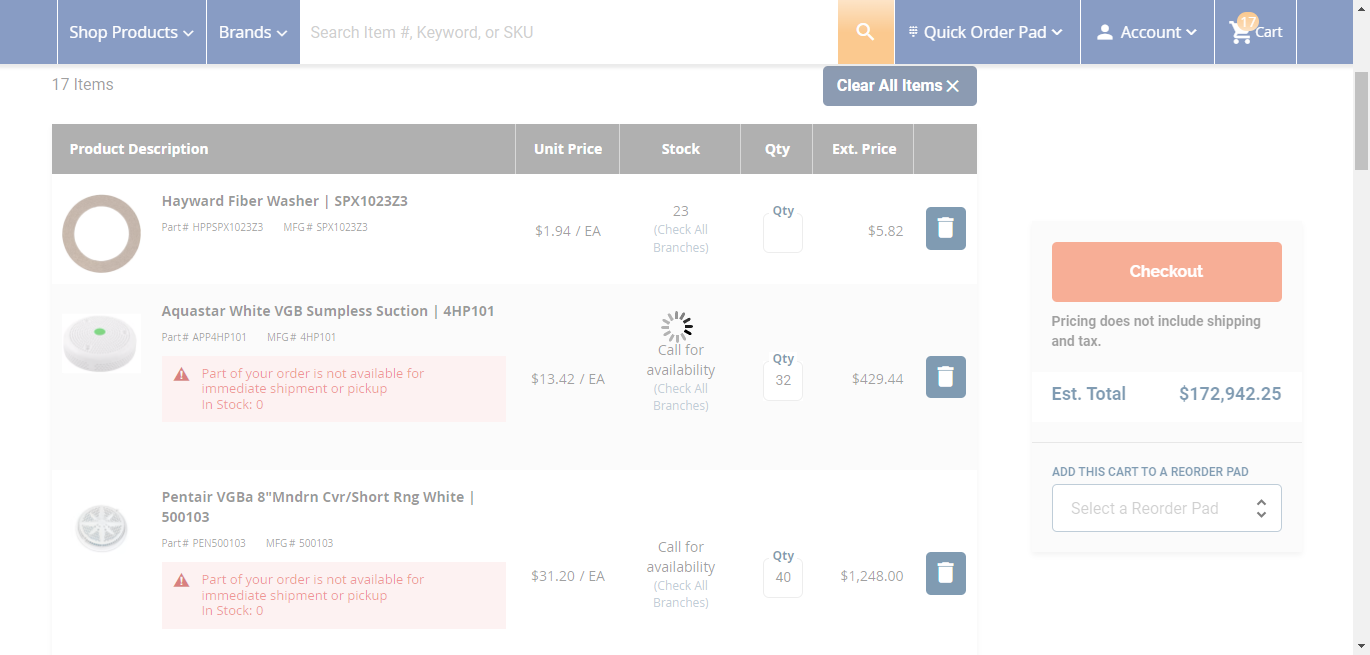 Shop Products
Brands
Search Item #, Keyword, or SKU
Quick Order Pad
Account
17
Cart
17 Items
Clear All Items
Product Description
Unit Price
Stock
Qty
Ext. Price
Hayward Fiber Washer | SPX1023Z3
Part# HPPSPX1023Z3 MFG# SPX1023Z3
$1.94 / EA
23
(Check All
Branches)
Qty
$5.82
Aquastar White VGB Sumpless Suction | 4HP101
Part# APP4HP101 MFG# 4HP101
Part of your order is not available for
immediate shipment or pickup
In Stock: 0
$13.42 / EA
Call for
availability
(Check All
Branches)
Qty
32
$429.44
Pentair VGBa 8"Mndrn Cvr/Short Rng White |
500103
Part# PEN500103 MFG# 500103
Part of your order is not available for
immediate shipment or pickup
In Stock: 0
$31.20 / EA
Call for
availability
(Check All
Branches)
Qty
40
$1,248.00
Checkout
Pricing does not include shipping
and tax.
Est. Total $172,942.25
ADD THIS CART TO A REORDER PAD
Select a Reorder Pad